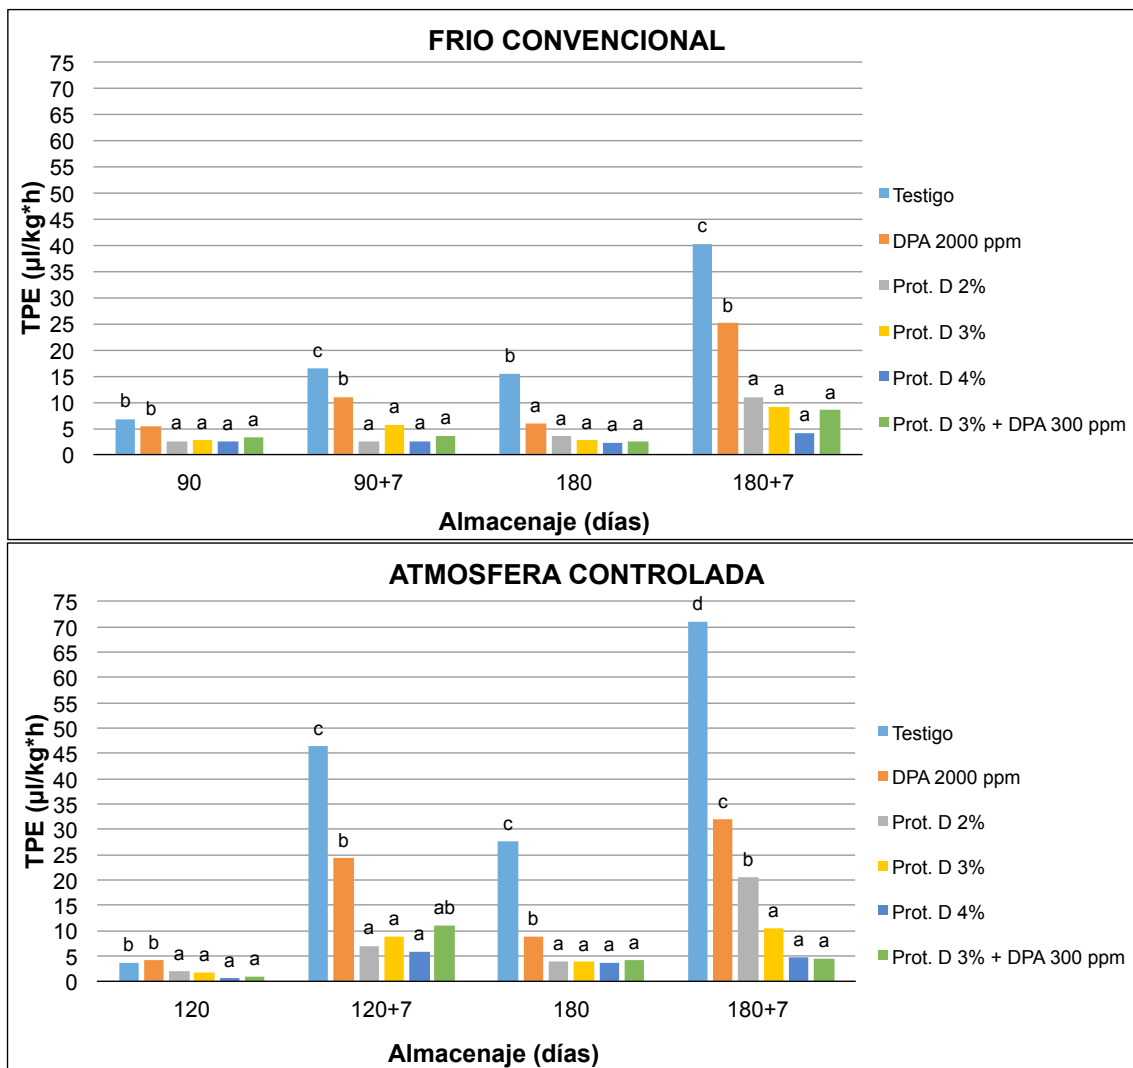 FRIO CONVENCIONAL
75
70
65
60
55
50
45
40
35
30
25
20
15
10
5
0
TPE (µl/kg*h)
b b a a a a
c b a a a a
b a a a a a
c b a a a a
90 90+7 180 180+7
Almacenaje (días)
Testigo
DPA 2000 ppm
Prot. D 2%
Prot. D 3%
Prot. D 4%
Prot. D 3% + DPA 300 ppm
ATMOSFERA CONTROLADA
75
70
65
60
55
50
45
40
35
30
25
20
15
10
5
0
TPE (µl/kg*h)
b b a a a a
c b a a a ab
c b a a a a
d c b a a a
120 120+7 180 180+7
Almacenaje (días)
Testigo
DPA 2000 ppm
Prot. D 2%
Prot. D 3%
Prot. D 4%
Prot. D 3% + DPA 300 ppm